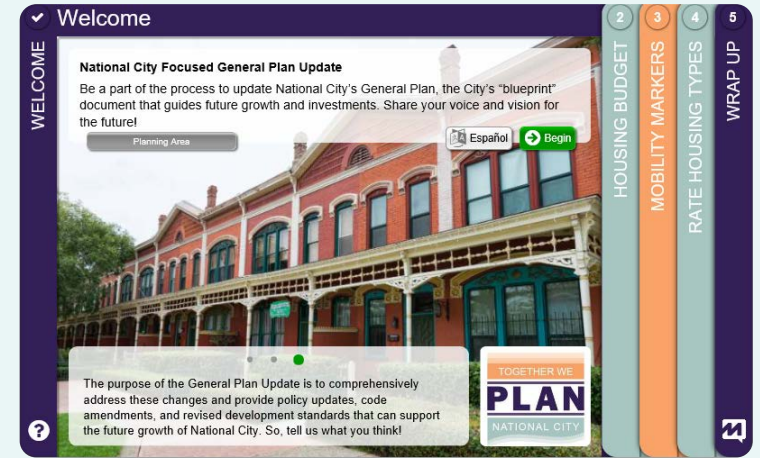 Welcome
WELCOME
National City Focused General Plan Update
Be a part of the process to update National City's General Plan, the City's “blueprint”
document that guides future growth and investments. Share your voice and vision for
the future!
Planning Area
Español
Begin
The purpose of the General Plan Update is to comprehensively
address these changes and provide policy updates, code
amendments, and revised development standards that can support
the future growth of National City. So, tell us what you think!
TOGETHER WE
PLAN
NATIONAL CITY
2
HOUSING BUDGET
3
MOBILITY MARKERS
4
RATE HOUSING TYPES
5
WRAP UP
?